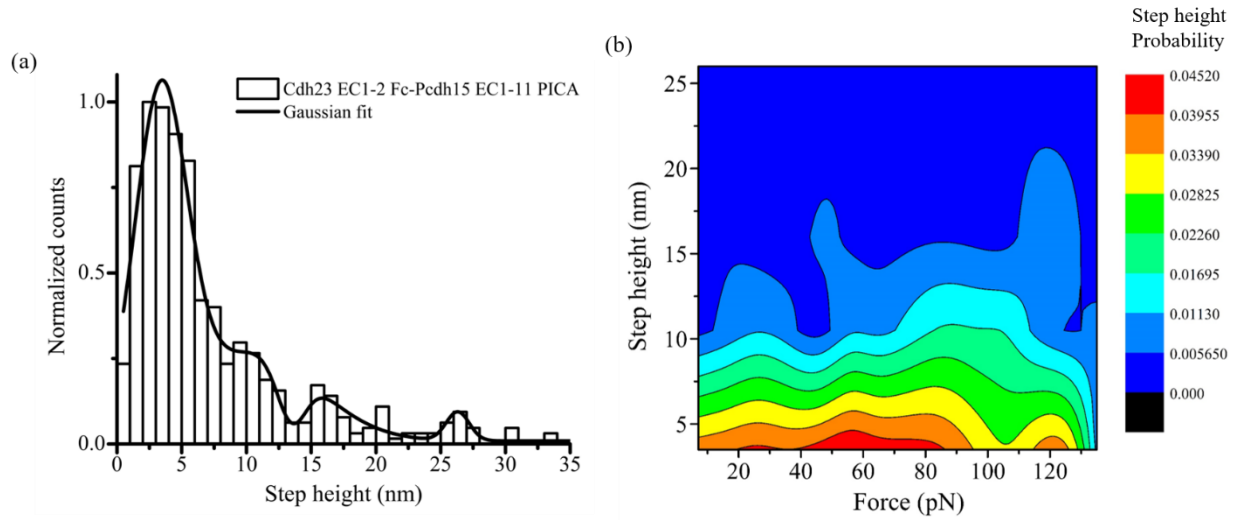 (a)
Cdh23 EC1-2 Fc-Pcdh15 EC1-11 PICA
Gaussian fit
Normalized counts
1.0
0.5
0.0
0 5 10 15 20 25 30 35
Step height (nm)
(b)
Step height (nm)
25
20
15
10
5
20 40 60 80 100 120
Force (pN)
Step height
Probability
0.04520
0.03955
0.03390
0.02825
0.02260
0.01695
0.01130
0.005650
0.000